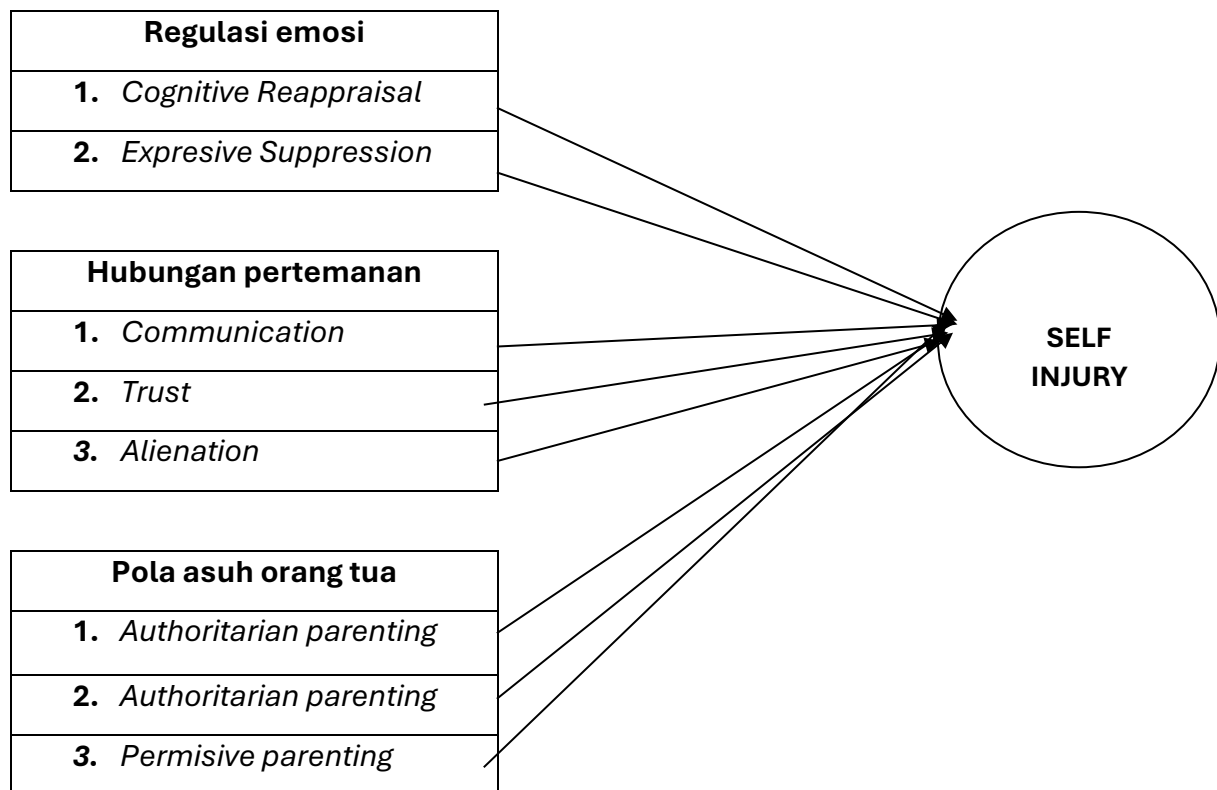 Regulasi emosi
1. Cognitive Reappraisal
2. Expresive Suppression
Hubungan pertemanan
1. Communication
2. Trust
3. Alienation
Pola asuh orang tua
1. Authoritarian parenting
2. Authoritarian parenting
3. Permisive parenting
SELF
INJURY